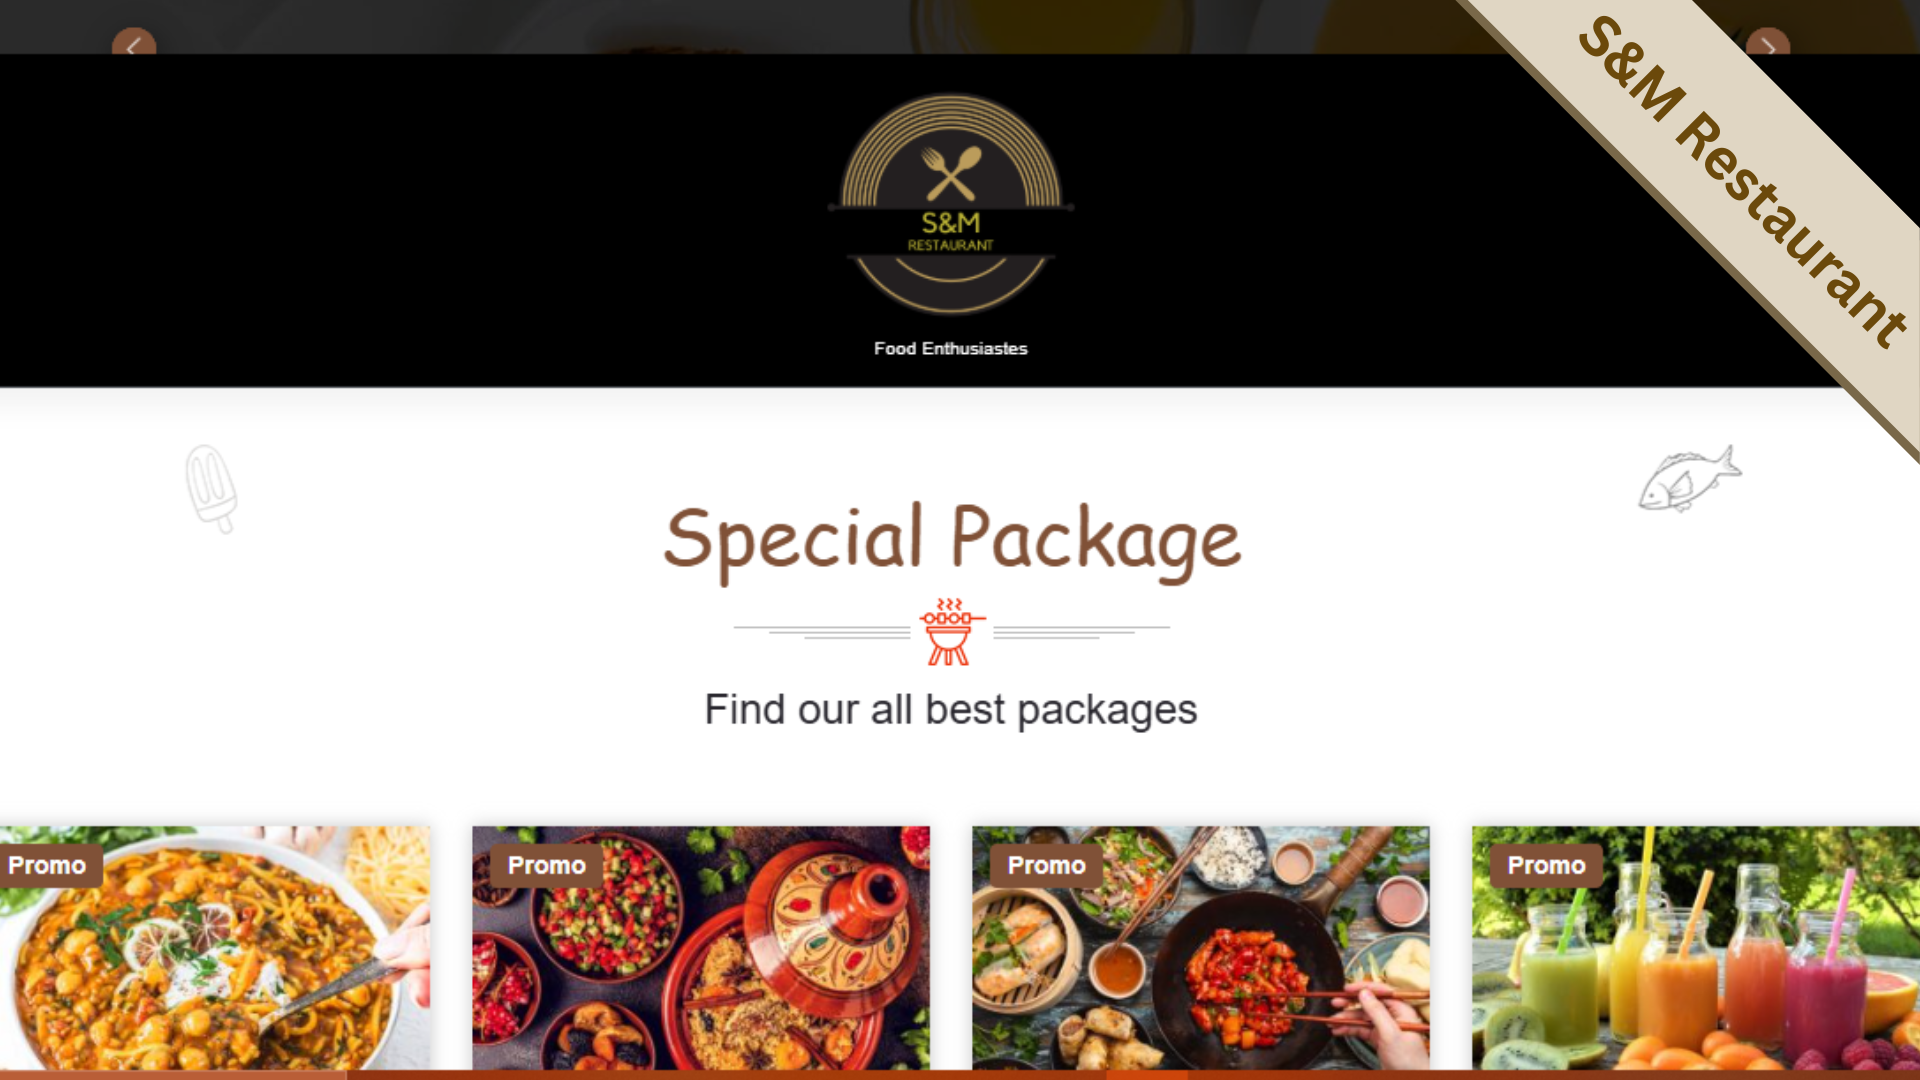 S&M Restaurant
S&M
RESTAURANT
Food Enthusiastes
Special Package
Find our all best packages
Promo
Promo
Promo
Promo